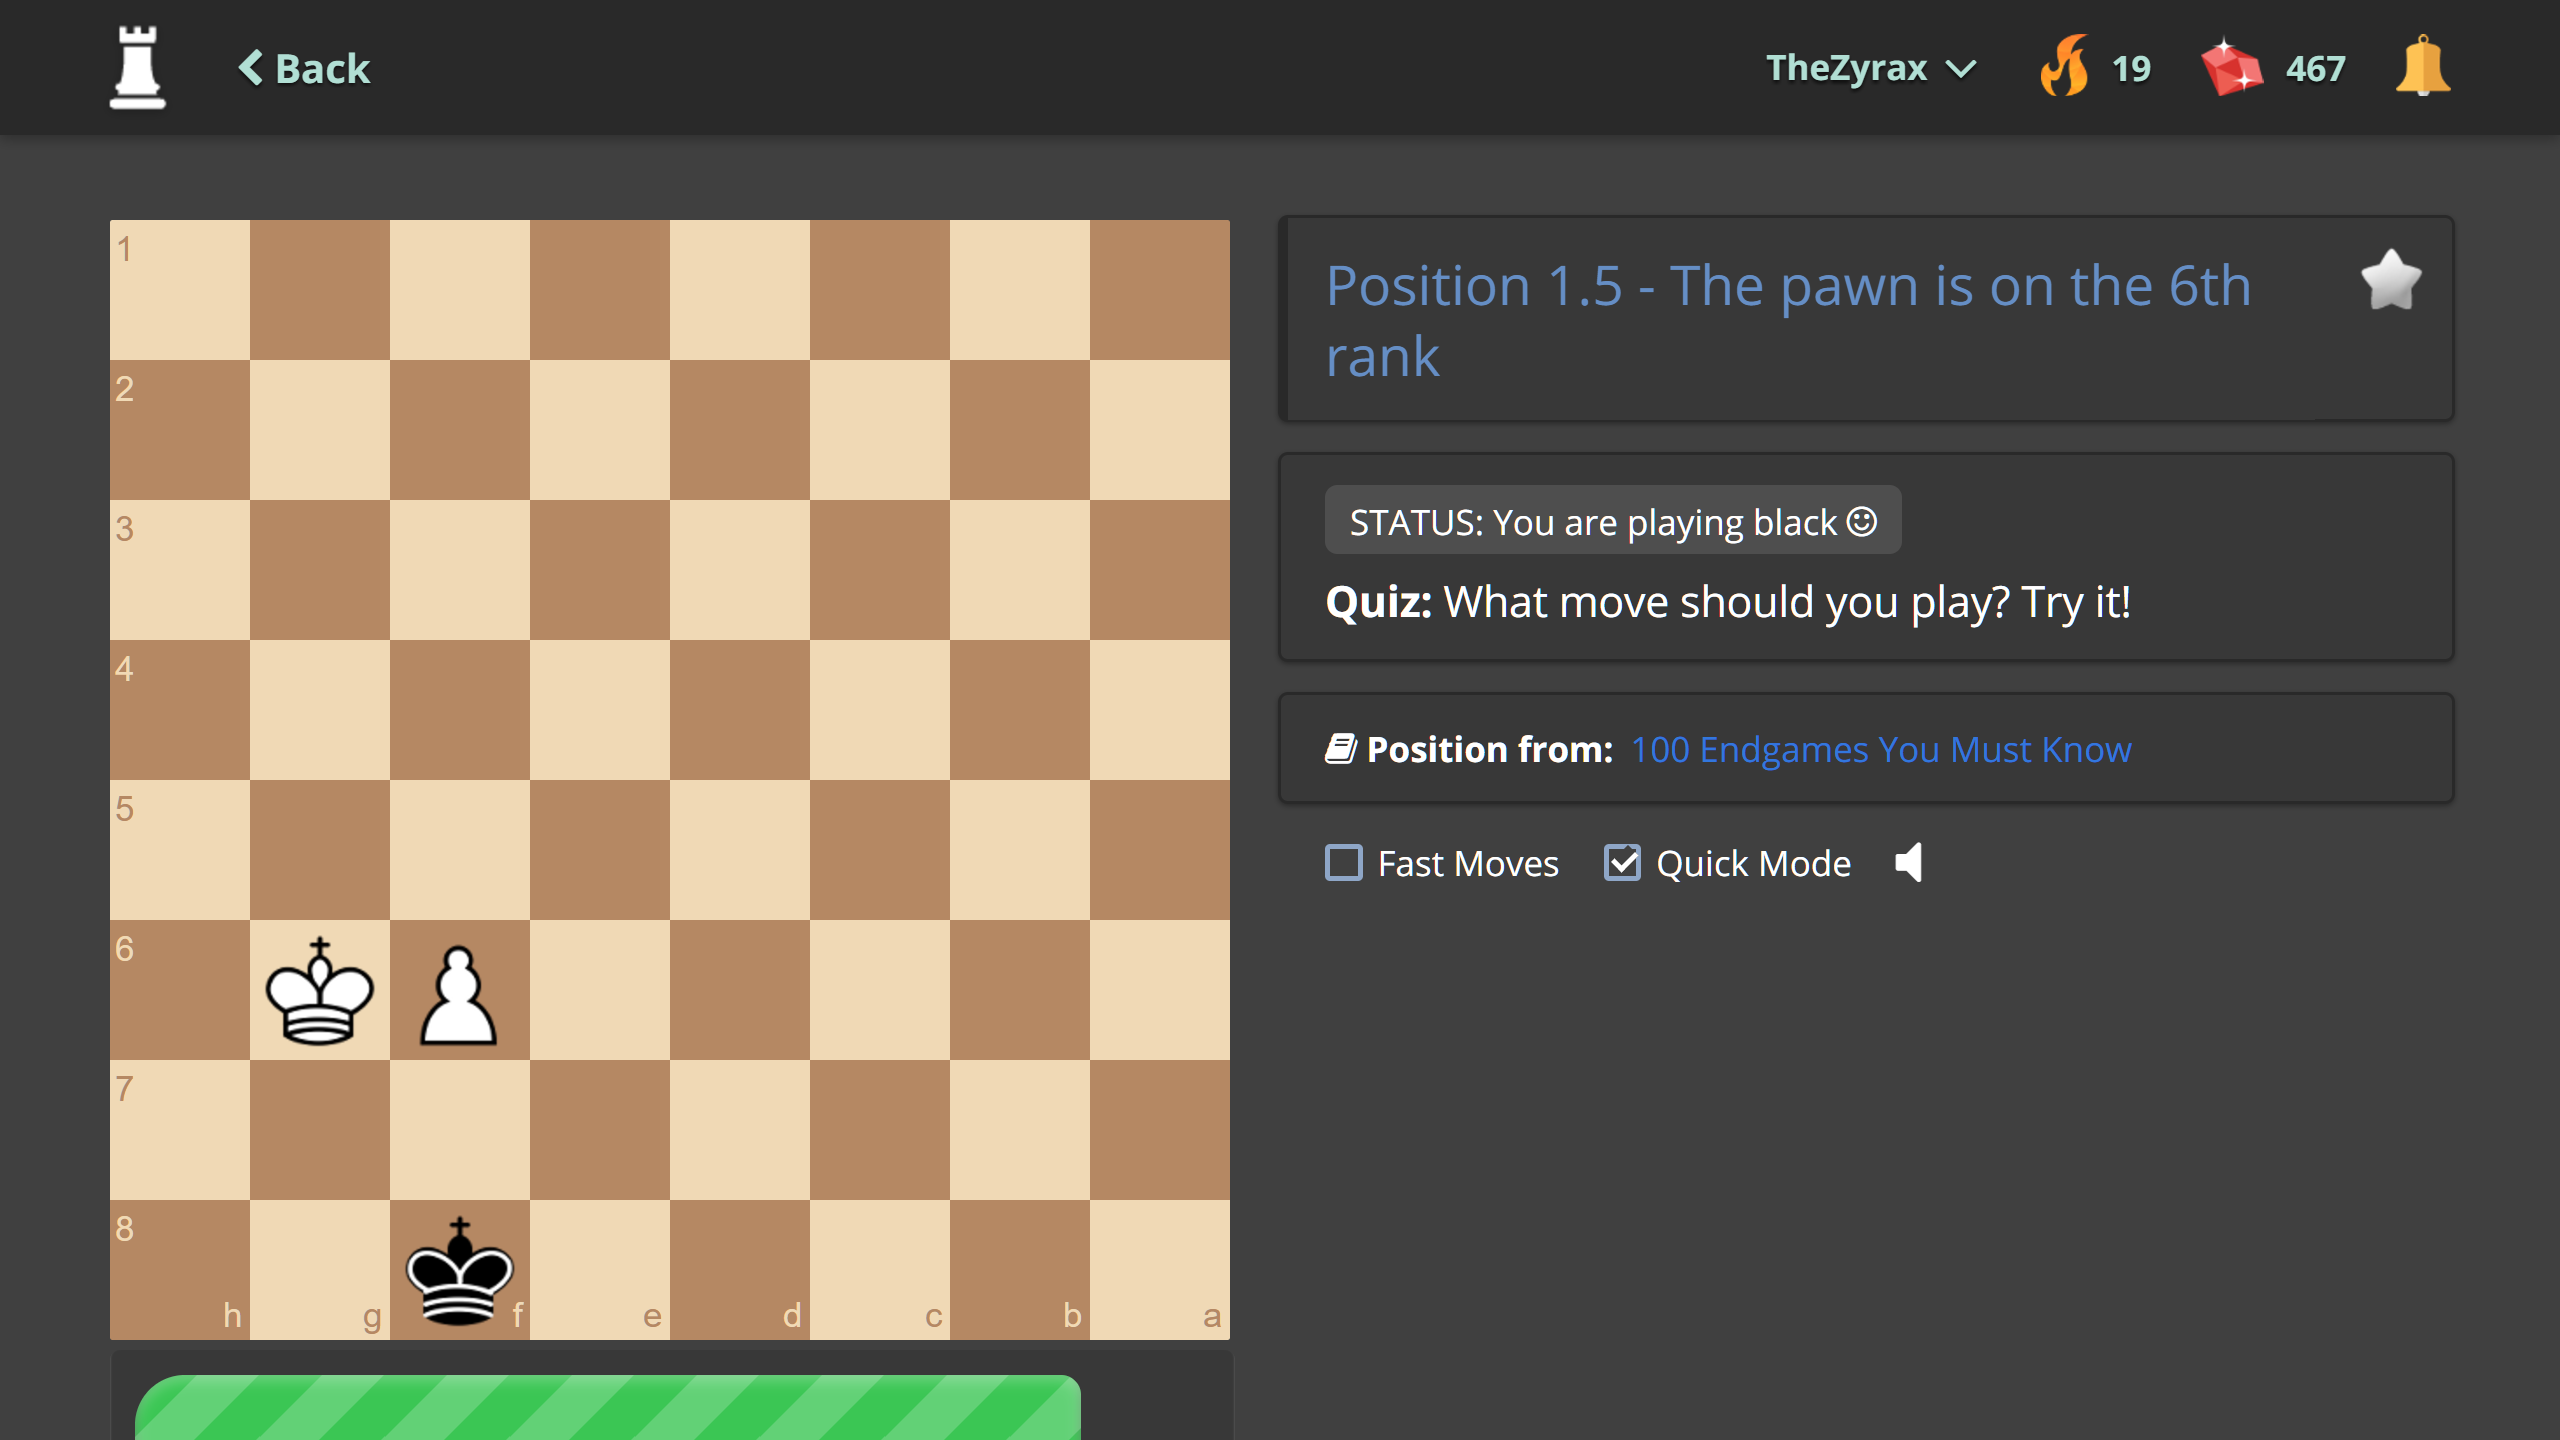 Back
TheZyrax 19 467
1
2
3
4
5
6
7
8
h g f e d c b a
Position 1.5 - The pawn is on the 6th
rank
STATUS: You are playing black
Quiz: What move should you play? Try it!
Position from: 100 Endgames You Must Know
Fast Moves Quick Mode